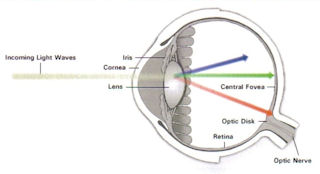 Incoming Light Waves
Iris
Cornea
Lens
Central Fovea
Optic Disk
Retina
Optic Nerve